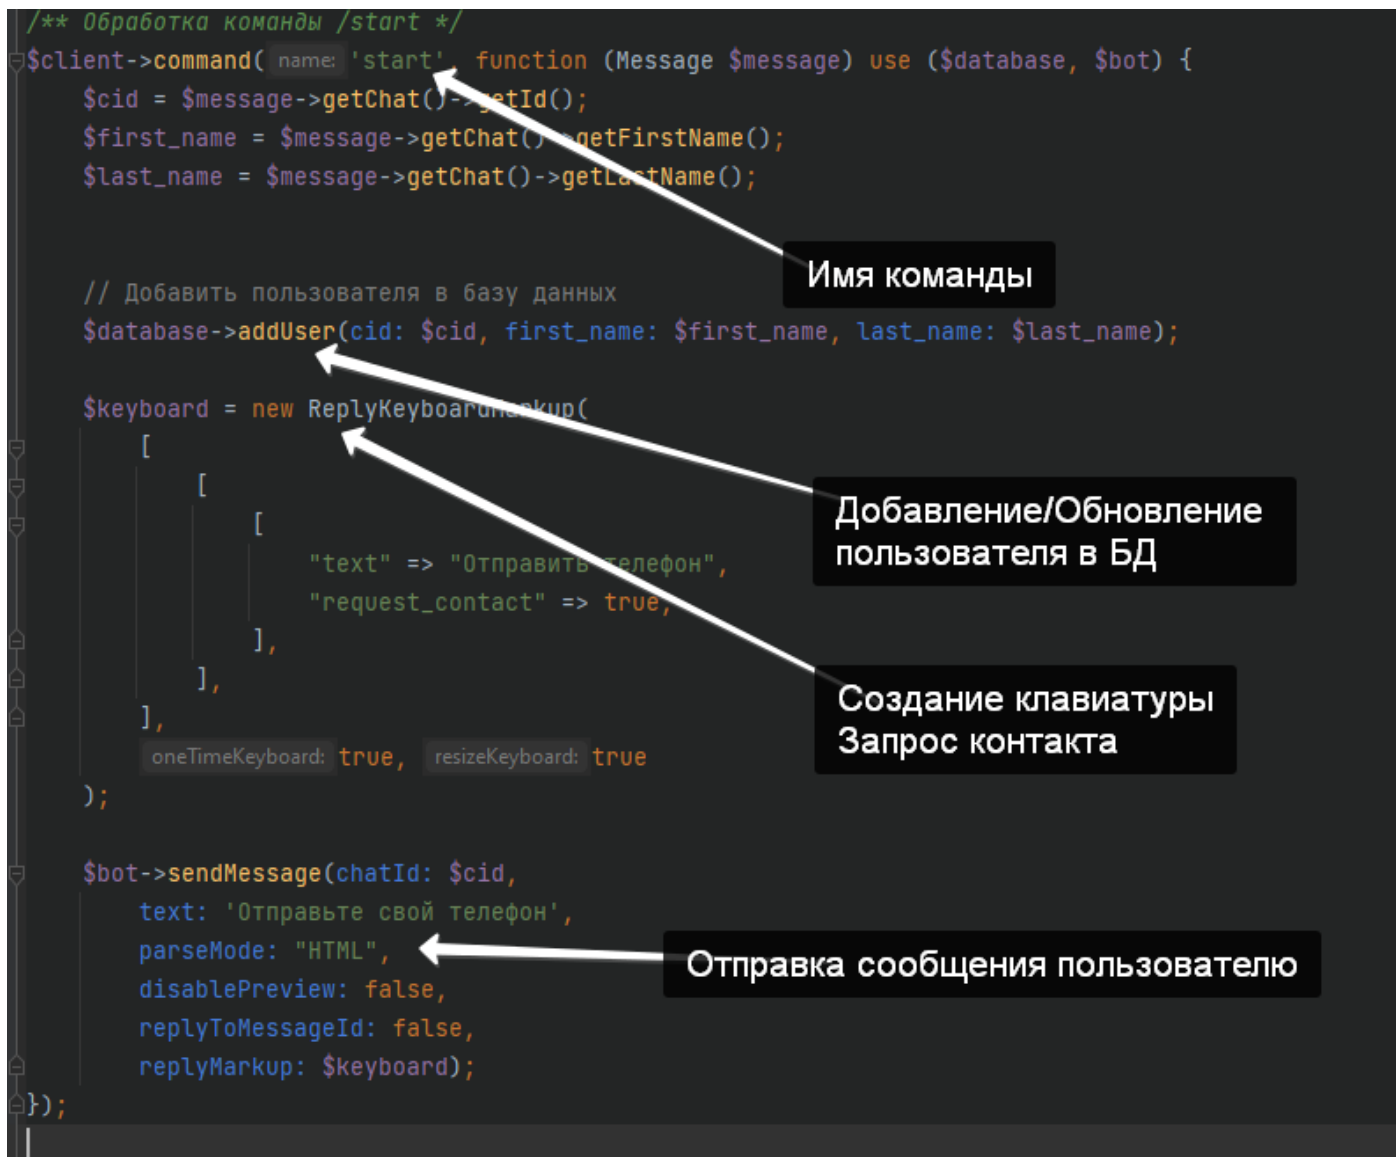 /** Обработка команды /start */
$client->command( name: 'start', function (Message $message) use ($database, $bot) {
$cid = $message->getChat()->getId();
$first_name = $message->getChat()->getFirstName();
$last_name = $message->getChat()->getLastName();
Имя команды
// Добавить пользователя в базу данных
$database->addUser(cid: $cid, first_name: $first_name, last_name: $last_name);
$keyboard = new ReplyKeyboardMarkup(
[
[
[
Добавление/Обновление
пользователя в БД
"text" => "Отправить телефон",
"request_contact" => true,
],
],
],
Создание клавиатуры
Запрос контакта
oneTimeKeyboard: true, resizeKeyboard: true
);
$bot->sendMessage(chatId: $cid,
text: 'Отправьте свой телефон',
parseMode: "HTML",
Отправка сообщения пользователю
disablePreview: false,
replyToMessageId: false,
replyMarkup: $keyboard);
});